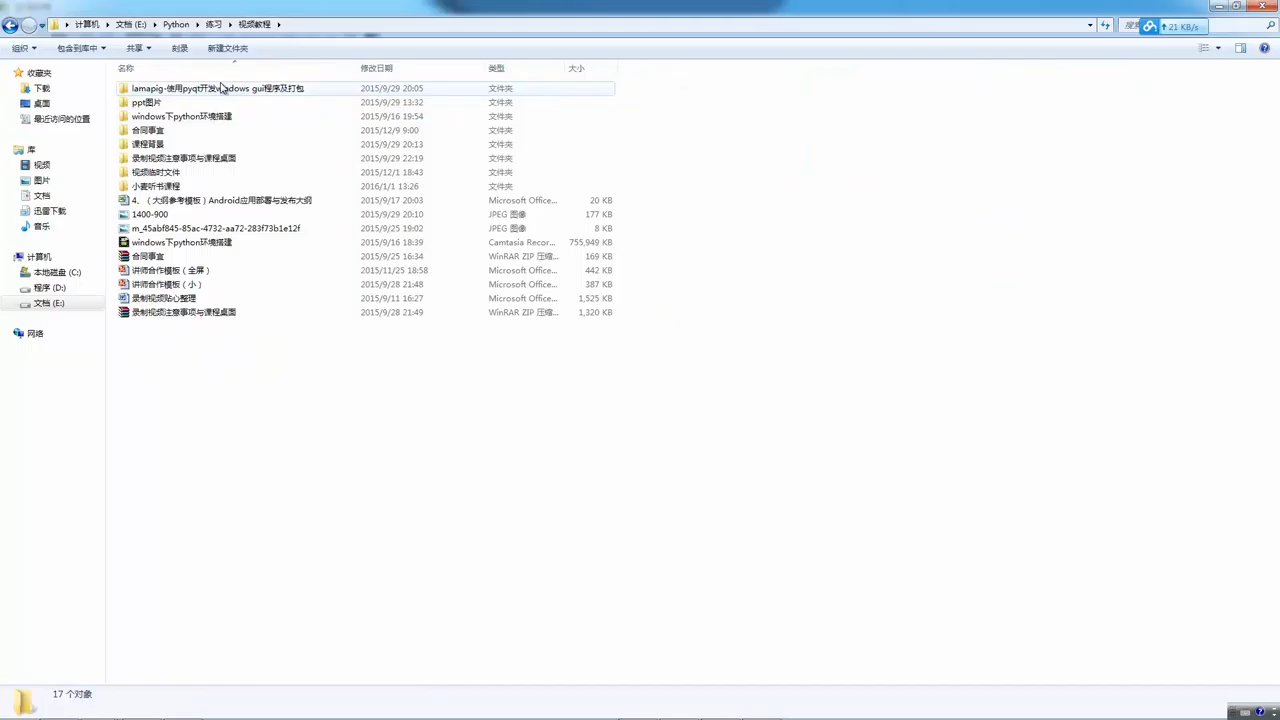 计算机 文档 (E:) Python 练习 视频教程
21 KB/s
组织 包含到库中 共享 刻录 新建文件夹
名称 修改日期 类型 大小
收藏夹
下载
桌面
最近访问的位置
库
视频
图片
文档
迅雷下载
音乐
计算机
本地磁盘 (C:)
程序 (D:)
文档 (E:)
网络
lamapig-使用pyqt开发windows gui程序及打包 2015/9/29 20:05 文件夹
ppt图片 2015/9/29 13:32 文件夹
windows下python环境搭建 2015/9/16 19:54 文件夹
合同事宜 2015/12/9 9:00 文件夹
课程背景 2015/9/29 20:13 文件夹
录制视频注意事项与课程桌面 2015/9/29 22:19 文件夹
视频临时文件 2015/12/1 18:43 文件夹
小麦听书课程 2016/1/1 13:26 文件夹
4、（大纲参考模板）Android应用部署与发布大纲 2015/9/17 20:03 Microsoft Office... 20 KB
1400-900 2015/9/29 20:10 JPEG 图像 177 KB
m_45abf845-85ac-4732-aa72-283f73b1e12f 2015/9/25 19:02 JPEG 图像 8 KB
windows下python环境搭建 2015/9/16 18:39 Camtasia Recor... 755,949 KB
合同事宜 2015/9/25 16:34 WinRAR ZIP 压缩... 169 KB
讲师合作模板（全屏） 2015/11/25 18:58 Microsoft Office... 442 KB
讲师合作模板（小） 2015/9/28 21:48 Microsoft Office... 387 KB
录制视频贴心整理 2015/9/11 16:27 Microsoft Office... 1,525 KB
录制视频注意事项与课程桌面 2015/9/28 21:49 WinRAR ZIP 压缩... 1,320 KB
17 个对象